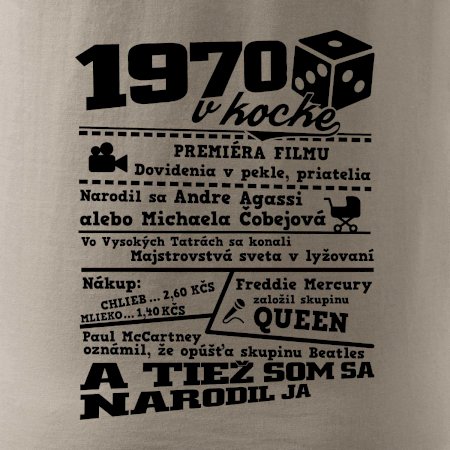 1970
v kocke
PREMIÉRA FILMU
Dovidenia v pekle, priatelia
Narodil sa Andre Agassi
alebo Michaela Čobejová
Vo Vysokých Tatrách sa konali
Majstrovstvá sveta v lyžovaní
Nákup:
CHLIEB ... 2,60 KČS
MLIEKO ... 1,40 KČS
Freddie Mercury
založil skupinu
QUEEN
Paul McCartney
oznámil, že opúšťa skupinu Beatles
A TIEŽ SOM SA
NARODIL JA